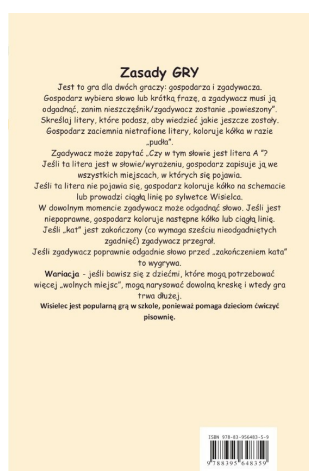 Zasady GRY
Jest to gra dla dwóch graczy: gospodarza i zgadywacza.
Gospodarz wybiera słowo lub krótką frazę, a zgadywacz musi ją
odgadnąć, zanim nieszczęśnik/zgadywacz zostanie „powieszony”.
Skreślaj litery, które podasz, aby wiedzieć jakie jeszcze zostały.
Gospodarz zaciemnia nietrafione litery, koloruje kółka w razie
„pudła”.
Zgadywacz może zapytać „Czy w tym słowie jest litera A ”?
Jeśli ta litera jest w słowie/wyrażeniu, gospodarz zapisuje ją we
wszystkich miejscach, w których się pojawia.
Jeśli ta litera nie pojawia się, gospodarz koloruje kółko na schemacie
lub prowadzi ciągłą linię po sylwetce Wisielca.
W dowolnym momencie zgadywacz może odgadnąć słowo. Jeśli jest
niepoprawne, gospodarz koloruje następne kółko lub ciągłą linię.
Jeśli „kat” jest zakończony (co wymaga sześciu nieodgadniętych
zgadnięć) zgadywacz przegrał.
Jeśli zgadywacz poprawnie odgadnie słowo przed „zakończeniem kata”
to wygrywa.
Wariacja - jeśli bawisz się z dziećmi, które mogą potrzebować
więcej „wolnych miejsc”, mogą narysować dowolną kreskę i wtedy gra
trwa dłużej.
Wisielec jest popularną grą w szkole, ponieważ pomaga dzieciom ćwiczyć
pisownię.
ISBN 978-83-956483-5-9
9 788395 648359